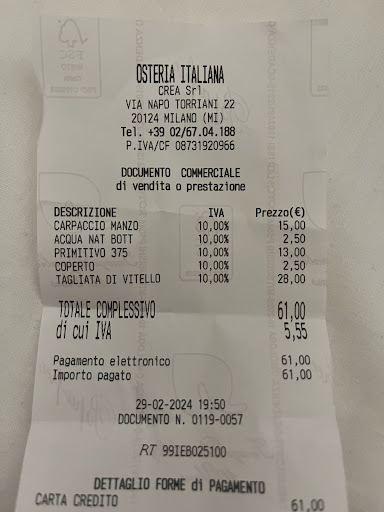 OSTERIA ITALIANA
CREA Srl
VIA NAPO TORRIANI 22
20124 MILANO (MI)
Tel. +39 02/67.04.188
P.IVA/CF 08731920966
DOCUMENTO COMMERCIALE
di vendita o prestazione
DESCRIZIONE IVA Prezzo(€)
CARPACCIO MANZO 10,00% 15,00
ACQUA NAT BOTT 10,00% 2,50
PRIMITIVO 375 10,00% 13,00
COPERTO 10,00% 2,50
TAGLIATA DI VITELLO 10,00% 28,00
TOTALE COMPLESSIVO 61,00
di cui IVA 5,55
Pagamento elettronico 61,00
Importo pagato 61,00
29-02-2024 19:50
DOCUMENTO N. 0119-0057
RT 99IEB025100
DETTAGLIO FORME di PAGAMENTO
CARTA CREDITO 61,00